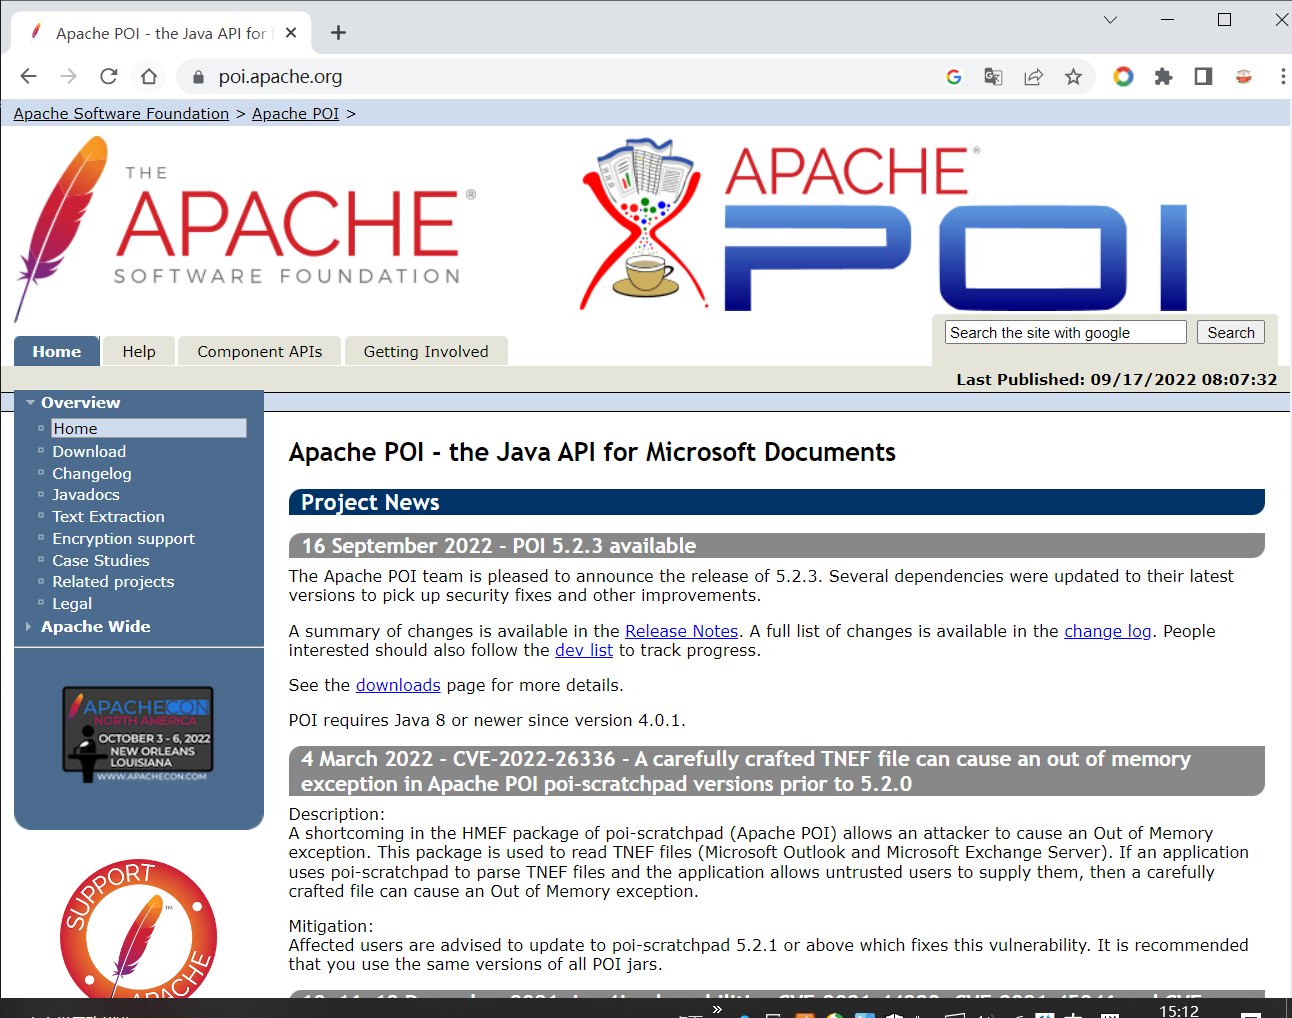 Apache POI - the Java API for
poi.apache.org
Apache Software Foundation > Apache POI >
THE
APACHE®
SOFTWARE FOUNDATION
APACHE®
POI
Search the site with google
Search
Home
Help
Component APIs
Getting Involved
Last Published: 09/17/2022 08:07:32
Overview
Home
Download
Changelog
Javadocs
Text Extraction
Encryption support
Case Studies
Related projects
Legal
Apache Wide
APACHECON
NORTH AMERICA
OCTOBER 3 - 6, 2022
NEW ORLEANS
LOUISIANA
WWW.APACHECON.COM
SUPPORT
APACHE
TM
Apache POI - the Java API for Microsoft Documents
Project News
16 September 2022 - POI 5.2.3 available
The Apache POI team is pleased to announce the release of 5.2.3. Several dependencies were updated to their latest
versions to pick up security fixes and other improvements.
A summary of changes is available in the Release Notes. A full list of changes is available in the change log. People
interested should also follow the dev list to track progress.
See the downloads page for more details.
POI requires Java 8 or newer since version 4.0.1.
4 March 2022 - CVE-2022-26336 - A carefully crafted TNEF file can cause an out of memory
exception in Apache POI poi-scratchpad versions prior to 5.2.0
Description:
A shortcoming in the HMEF package of poi-scratchpad (Apache POI) allows an attacker to cause an Out of Memory
exception. This package is used to read TNEF files (Microsoft Outlook and Microsoft Exchange Server). If an application
uses poi-scratchpad to parse TNEF files and the application allows untrusted users to supply them, then a carefully
crafted file can cause an Out of Memory exception.
Mitigation:
Affected users are advised to update to poi-scratchpad 5.2.1 or above which fixes this vulnerability. It is recommended
that you use the same versions of all POI jars.
15:12